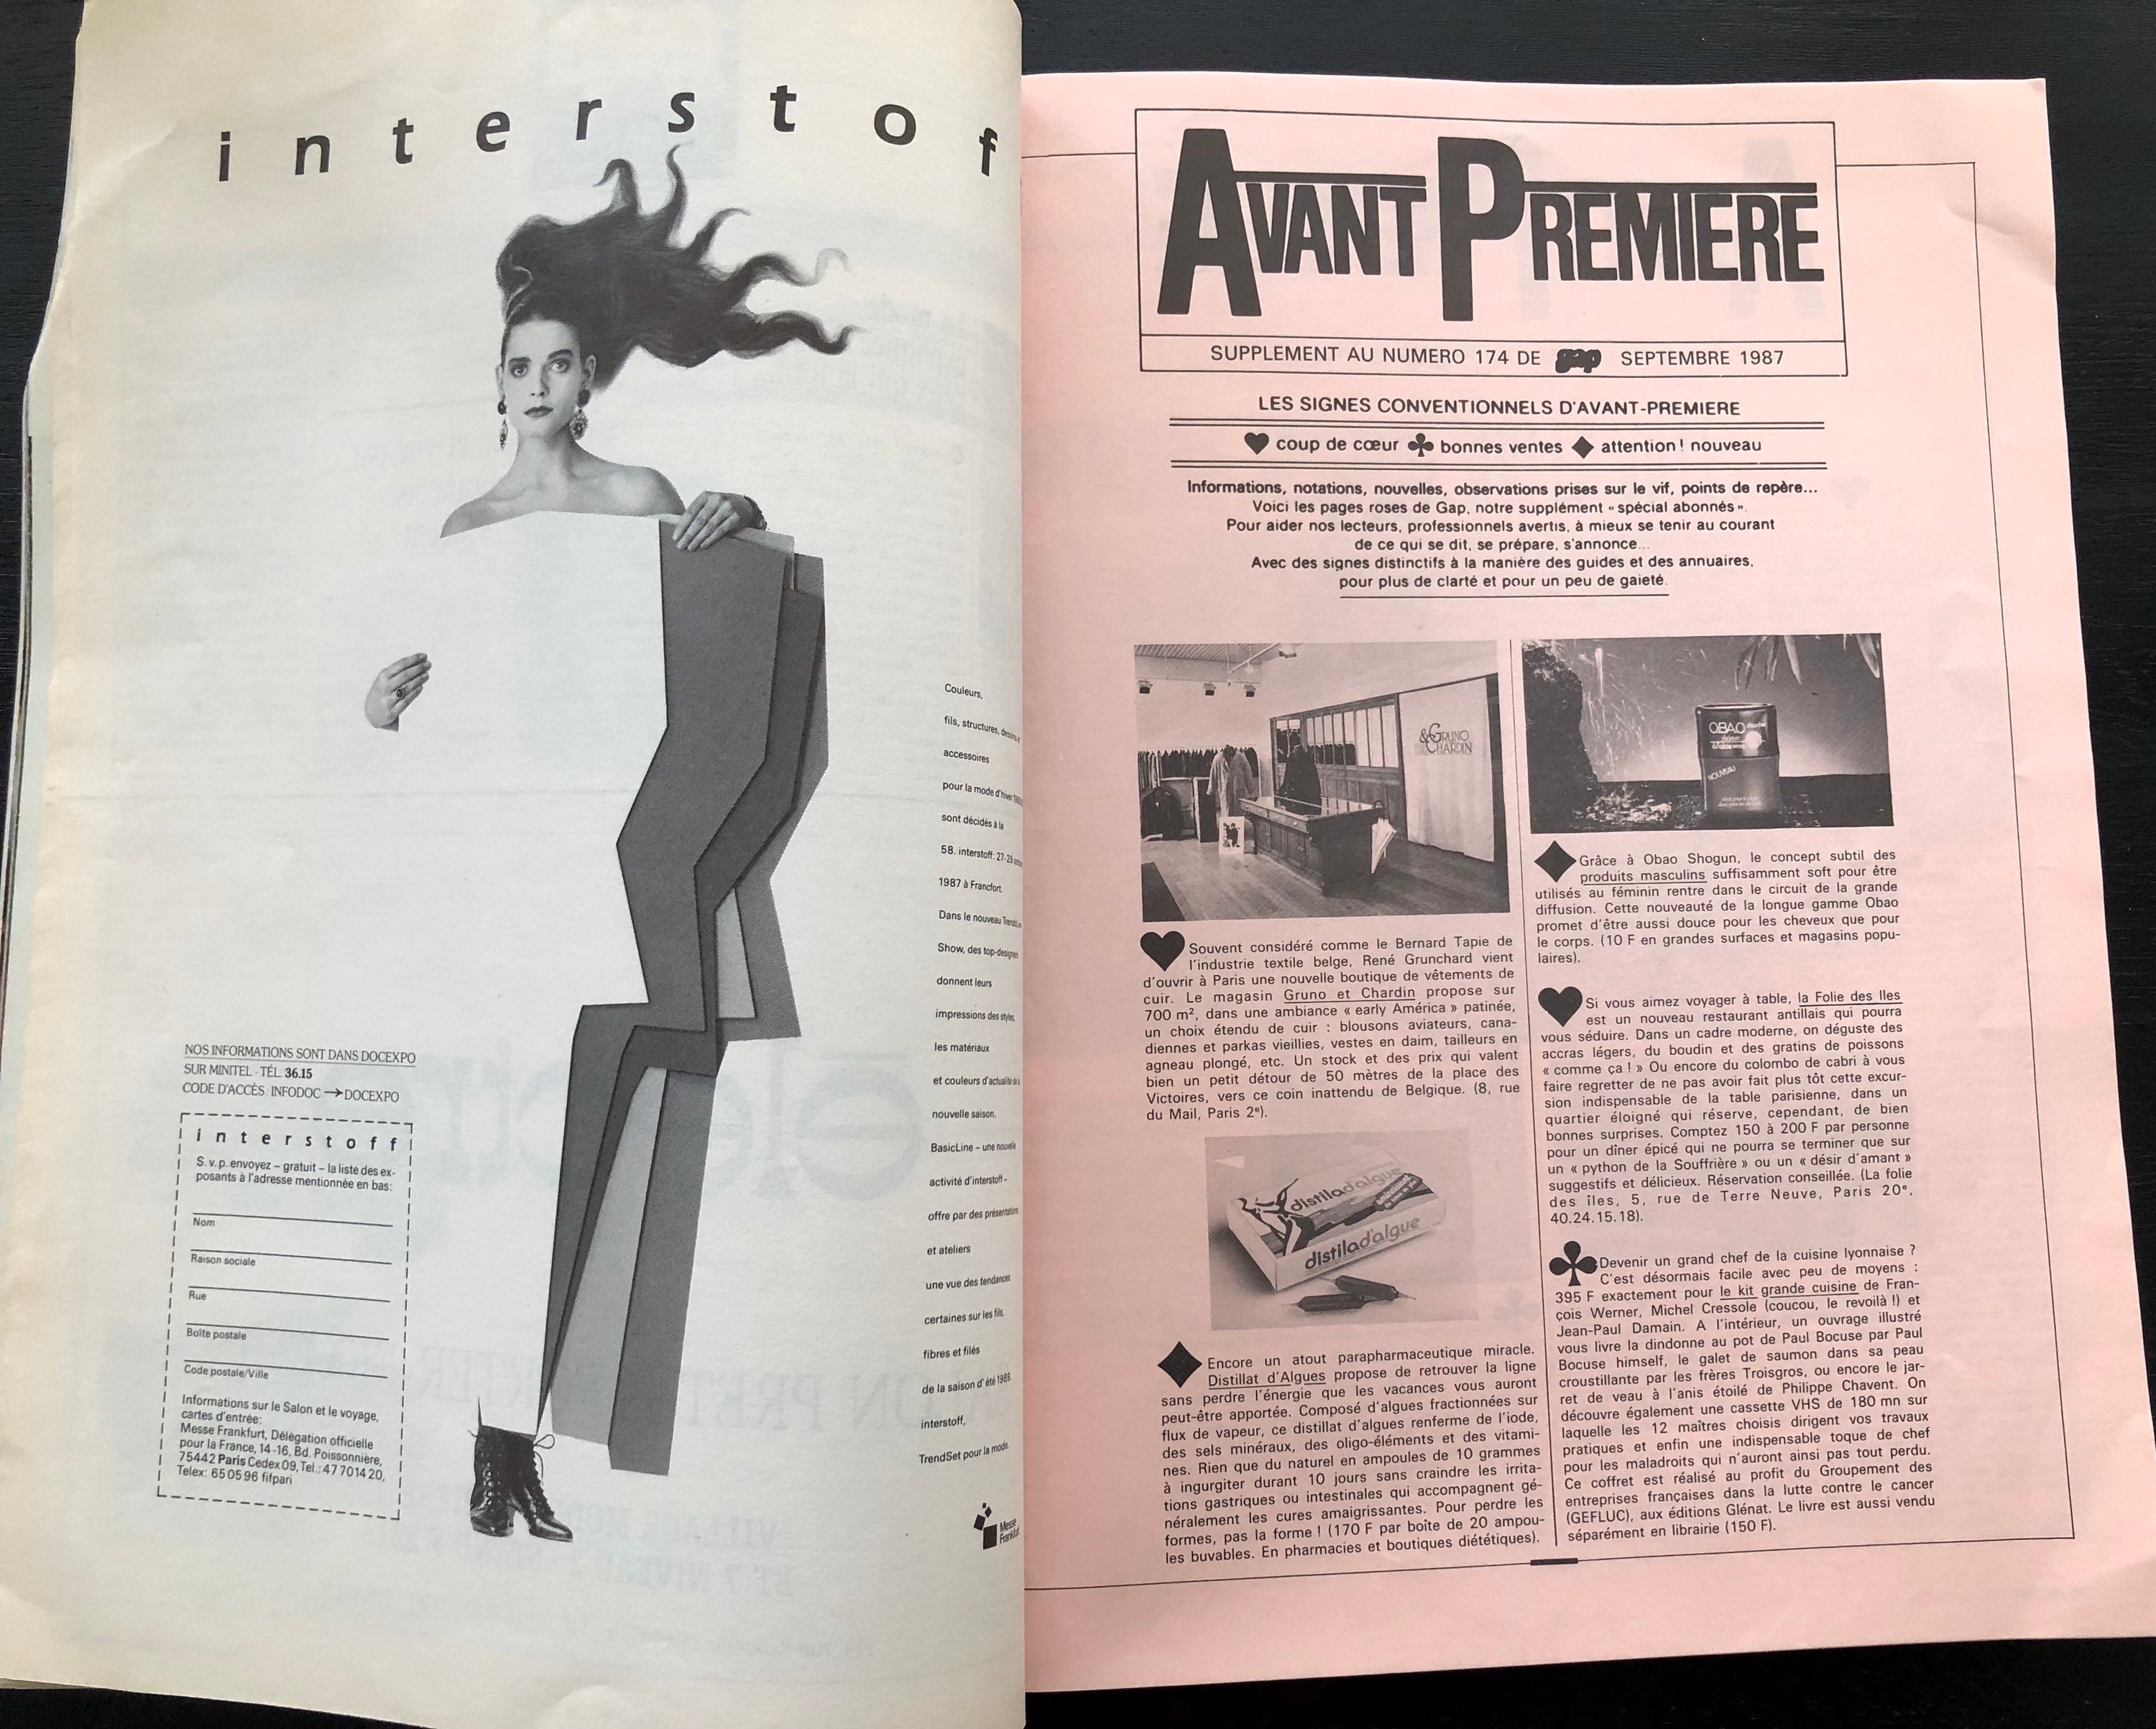 interstof
Couleurs,
fils, structures, dessins et
accessoires
pour la mode d'hiver
sont décidés à la
58. interstoff: 27-29
1987 à Francfort.
Dans le nouveau
Show, des top-designers
donnent leurs
impressions des styles,
les matériaux
et couleurs d'actualité de
nouvelle saison.
BasicLine – une nouvelle
activité d'interstoff –
offre par des présentations
et ateliers
une vue des tendances
certaines sur les fils,
fibres et filés
de la saison d'été 1989.
interstoff,
TrendSet pour la mode.
Messe
Frankfurt
NOS INFORMATIONS SONT DANS DOCEXPO
SUR MINITEL - TÉL. 36.15
CODE D'ACCÈS : INFODOC → DOCEXPO
interstoff
S. v. p. envoyez – gratuit – la liste des ex-
posants à l'adresse mentionnée en bas:
Nom
Raison sociale
Rue
Boîte postale
Code postale/Ville
Informations sur le Salon et le voyage,
cartes d'entrée:
Messe Frankfurt, Délégation officielle
pour la France, 14-16, Bd. Poissonnière,
75442 Paris Cedex 09, Tel.: 47 70 14 20,
Telex: 65 05 96 fifpari
AVANT PREMIERE
SUPPLEMENT AU NUMERO 174 DE gap SEPTEMBRE 1987
LES SIGNES CONVENTIONNELS D'AVANT-PREMIERE
♥ coup de cœur ♣ bonnes ventes ♦ attention ! nouveau
Informations, notations, nouvelles, observations prises sur le vif, points de repère...
Voici les pages roses de Gap, notre supplément « spécial abonnés ».
Pour aider nos lecteurs, professionnels avertis, à mieux se tenir au courant
de ce qui se dit, se prépare, s'annonce...
Avec des signes distinctifs à la manière des guides et des annuaires,
pour plus de clarté et pour un peu de gaieté.
&GRUNO
CHARDIN
♥ Souvent considéré comme le Bernard Tapie de
l'industrie textile belge, René Grunchard vient
d'ouvrir à Paris une nouvelle boutique de vêtements de
cuir. Le magasin Gruno et Chardin propose sur
700 m², dans une ambiance « early América » patinée,
un choix étendu de cuir : blousons aviateurs, cana-
diennes et parkas vieillies, vestes en daim, tailleurs en
agneau plongé, etc. Un stock et des prix qui valent
bien un petit détour de 50 mètres de la place des
Victoires, vers ce coin inattendu de Belgique. (8, rue
du Mail, Paris 2e).
distilad'algue
distilad'algue
♦ Encore un atout parapharmaceutique miracle.
Distillat d'Algues propose de retrouver la ligne
sans perdre l'énergie que les vacances vous auront
peut-être apportée. Composé d'algues fractionnées sur
flux de vapeur, ce distillat d'algues renferme de l'iode,
des sels minéraux, des oligo-éléments et des vitami-
nes. Rien que du naturel en ampoules de 10 grammes
à ingurgiter durant 10 jours sans craindre les irrita-
tions gastriques ou intestinales qui accompagnent gé-
néralement les cures amaigrissantes. Pour perdre les
formes, pas la forme ! (170 F par boîte de 20 ampou-
les buvables. En pharmacies et boutiques diététiques).
OBAO
NOUVEAU
♦ Grâce à Obao Shogun, le concept subtil des
produits masculins suffisamment soft pour être
utilisés au féminin rentre dans le circuit de la grande
diffusion. Cette nouveauté de la longue gamme Obao
promet d'être aussi douce pour les cheveux que pour
le corps. (10 F en grandes surfaces et magasins popu-
laires).
♥ Si vous aimez voyager à table, la Folie des Iles
est un nouveau restaurant antillais qui pourra
vous séduire. Dans un cadre moderne, on déguste des
accras légers, du boudin et des gratins de poissons
« comme ça ! » Ou encore du colombo de cabri à vous
faire regretter de ne pas avoir fait plus tôt cette excur-
sion indispensable de la table parisienne, dans un
quartier éloigné qui réserve, cependant, de bien
bonnes surprises. Comptez 150 à 200 F par personne
pour un dîner épicé qui ne pourra se terminer que sur
un « python de la Souffrière » ou un « désir d'amant »
suggestifs et délicieux. Réservation conseillée. (La folie
des îles, 5, rue de Terre Neuve, Paris 20e,
40.24.15.18).
♣ Devenir un grand chef de la cuisine lyonnaise ?
C'est désormais facile avec peu de moyens :
395 F exactement pour le kit grande cuisine de Fran-
çois Werner, Michel Cressole (coucou, le revoilà !) et
Jean-Paul Damain. A l'intérieur, un ouvrage illustré
vous livre la dindonne au pot de Paul Bocuse par Paul
Bocuse himself, le galet de saumon dans sa peau
croustillante par les frères Troisgros, ou encore le jar-
ret de veau à l'anis étoilé de Philippe Chavent. On
découvre également une cassette VHS de 180 mn sur
laquelle les 12 maîtres choisis dirigent vos travaux
pratiques et enfin une indispensable toque de chef
pour les maladroits qui n'auront ainsi pas tout perdu.
Ce coffret est réalisé au profit du Groupement des
entreprises françaises dans la lutte contre le cancer
(GEFLUC), aux éditions Glénat. Le livre est aussi vendu
séparément en librairie (150 F).